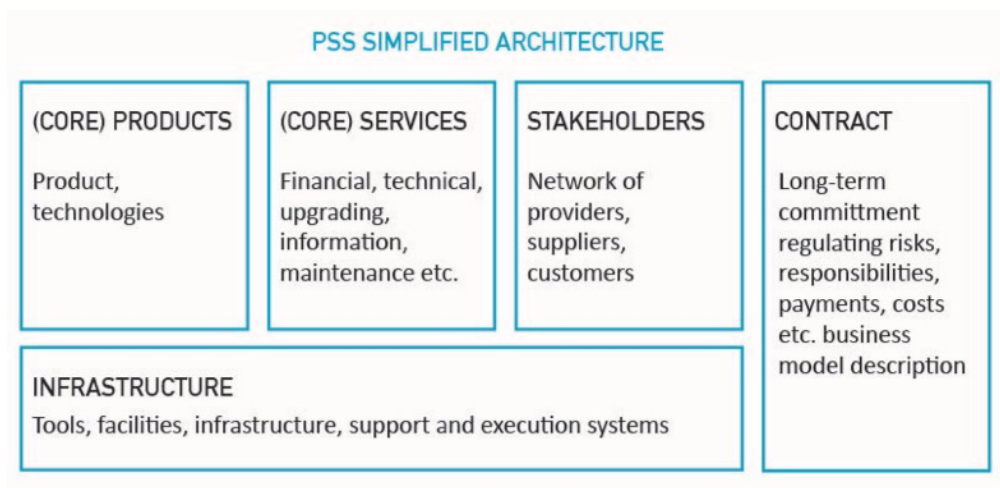 PSS SIMPLIFIED ARCHITECTURE
(CORE) PRODUCTS
Product,
technologies
(CORE) SERVICES
Financial, technical,
upgrading,
information,
maintenance etc.
STAKEHOLDERS
Network of
providers,
suppliers,
customers
CONTRACT
Long-term
committment
regulating risks,
responsibilities,
payments, costs
etc. business
model description
INFRASTRUCTURE
Tools, facilities, infrastructure, support and execution systems